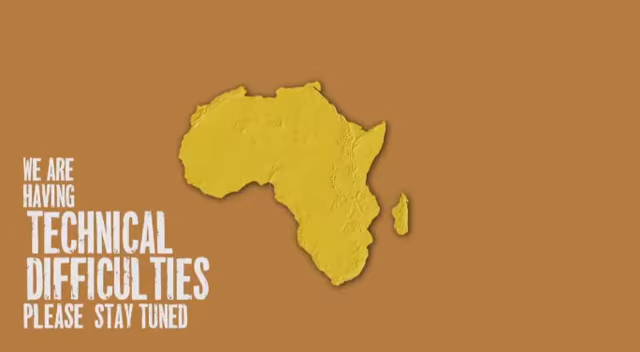 WE ARE
HAVING
TECHNICAL
DIFFICULTIES
PLEASE STAY TUNED